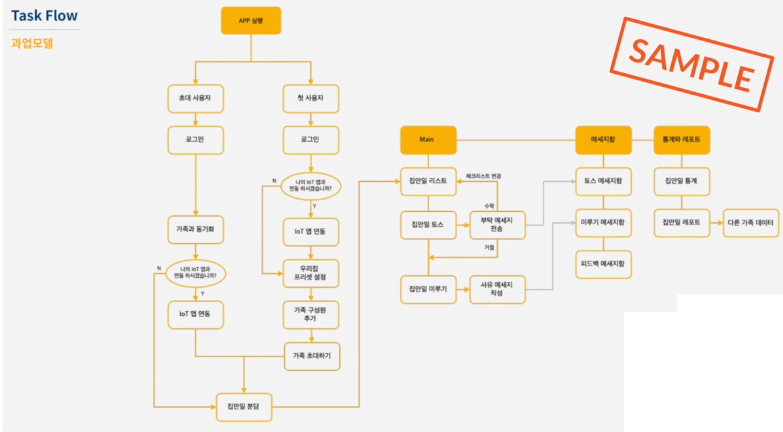 Task Flow
과업모델
SAMPLE
APP 실행
초대 사용자
첫 사용자
로그인
로그인
나의 IoT 앱과
연동 하시겠습니까?
N
Y
가족과 동기화
IoT 앱 연동
나의 IoT 앱과
연동 하시겠습니까?
N
Y
우리집
프리셋 설정
IoT 앱 연동
가족 구성원
추가
가족 초대하기
집안일 분담
Main
메세지함
통계와 레포트
집안일 리스트
체크리스트 변경
토스 메세지함
집안일 통계
수락
집안일 토스
부탁 메세지
전송
미루기 메세지함
집안일 레포트
다른 가족 데이터
거절
피드백 메세지함
집안일 미루기
사유 메세지
작성